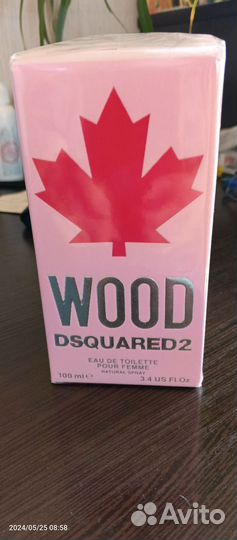 WOOD
DSQUARED2
EAU DE TOILETTE
POUR FEMME
NATURAL SPRAY
100 ml ℮ 3.4 US Fl.Oz
2024/05/25 08:58
Avito